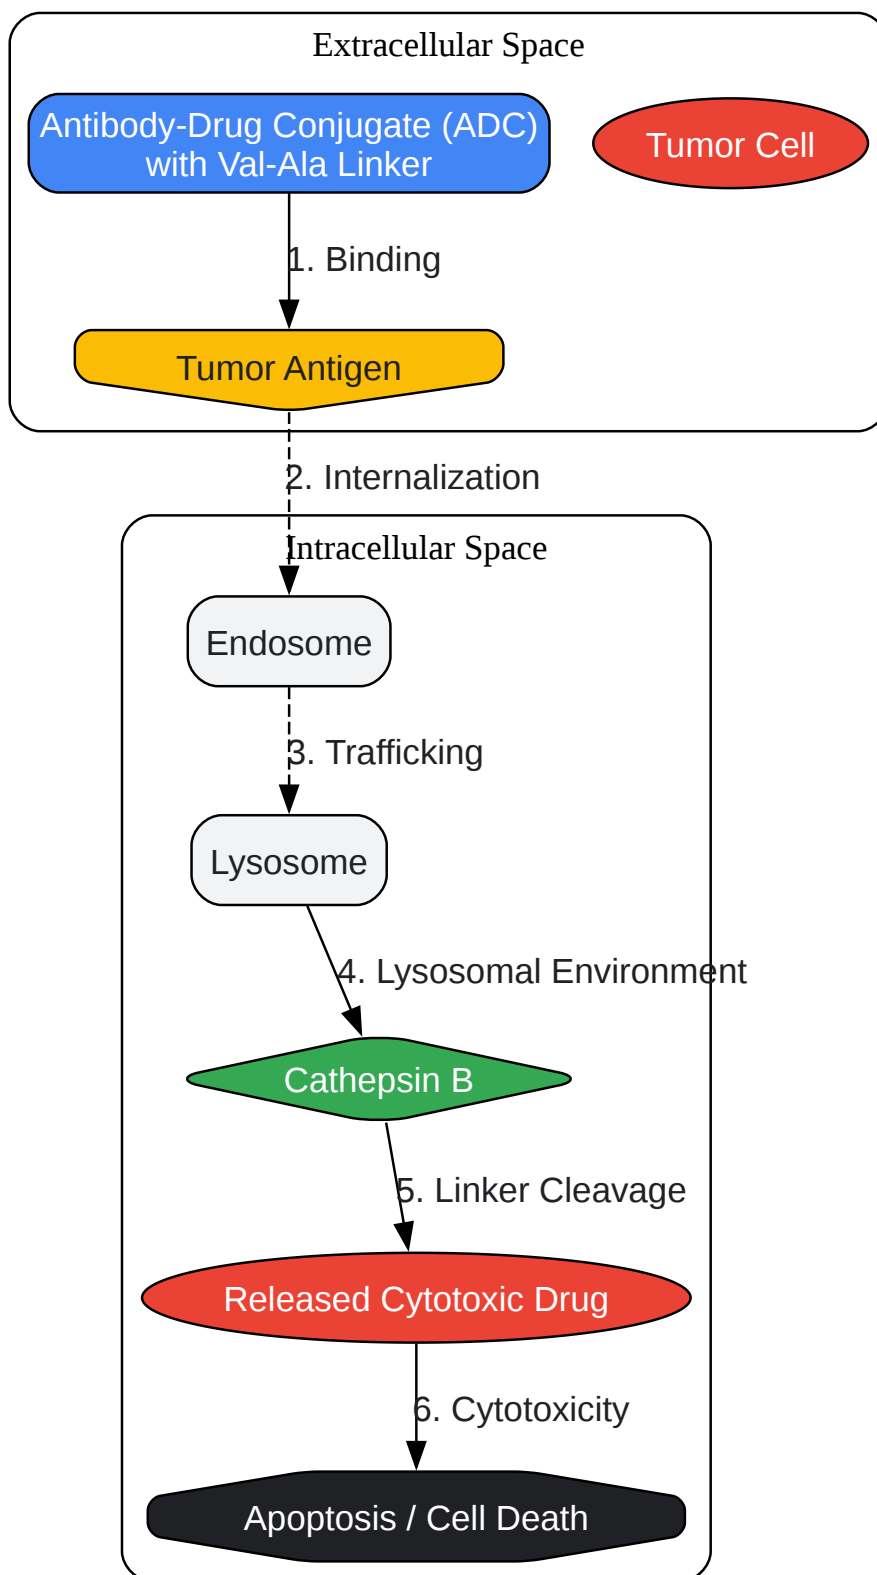 Extracellular Space
Antibody-Drug Conjugate (ADC)
with Val-Ala Linker
Tumor Cell
1. Binding
Tumor Antigen
2. Internalization
Intracellular Space
Endosome
3. Trafficking
Lysosome
4. Lysosomal Environment
Cathepsin B
5. Linker Cleavage
Released Cytotoxic Drug
6. Cytotoxicity
Apoptosis / Cell Death